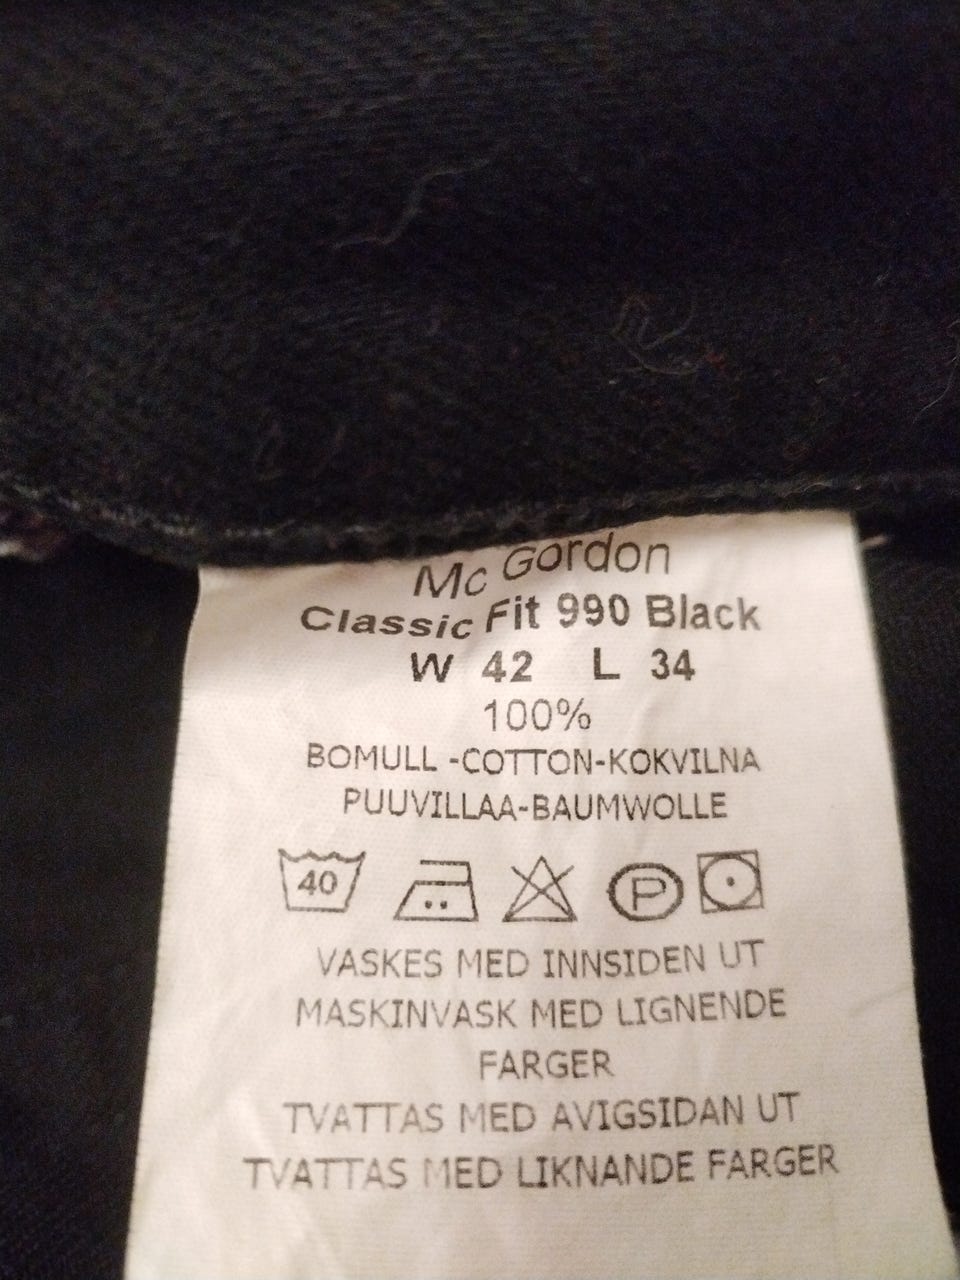 Mc Gordon
Classic Fit 990 Black
W 42 L 34
100%
BOMULL -COTTON-KOKVILNA
PUUVILLAA-BAUMWOLLE
40 P
VASKES MED INNSIDEN UT
MASKINVASK MED LIGNENDE
FARGER
TVATTAS MED AVIGSIDAN UT
TVATTAS MED LIKNANDE FARGER